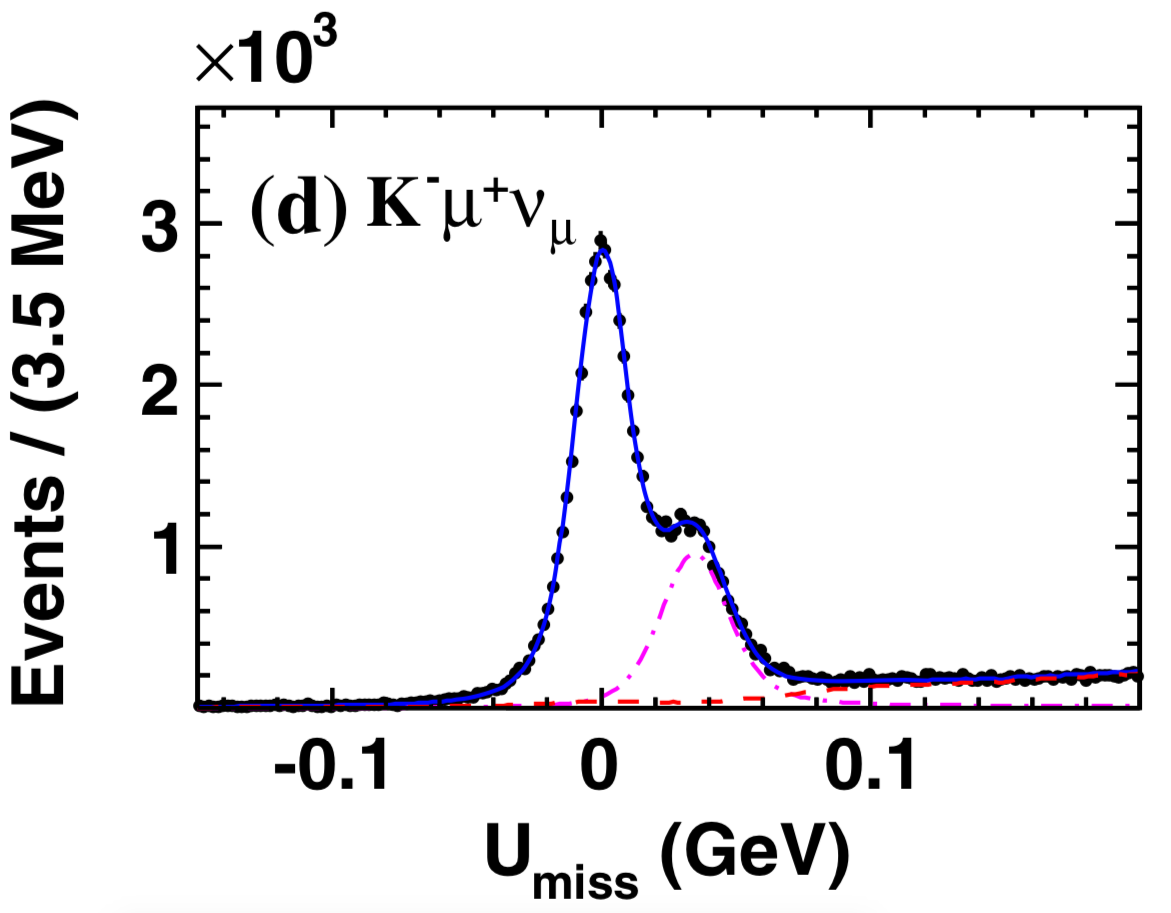 ×10³
Events / (3.5 MeV)
(d) K⁻μ⁺ν_μ
3
2
1
-0.1 0 0.1
U_miss (GeV)